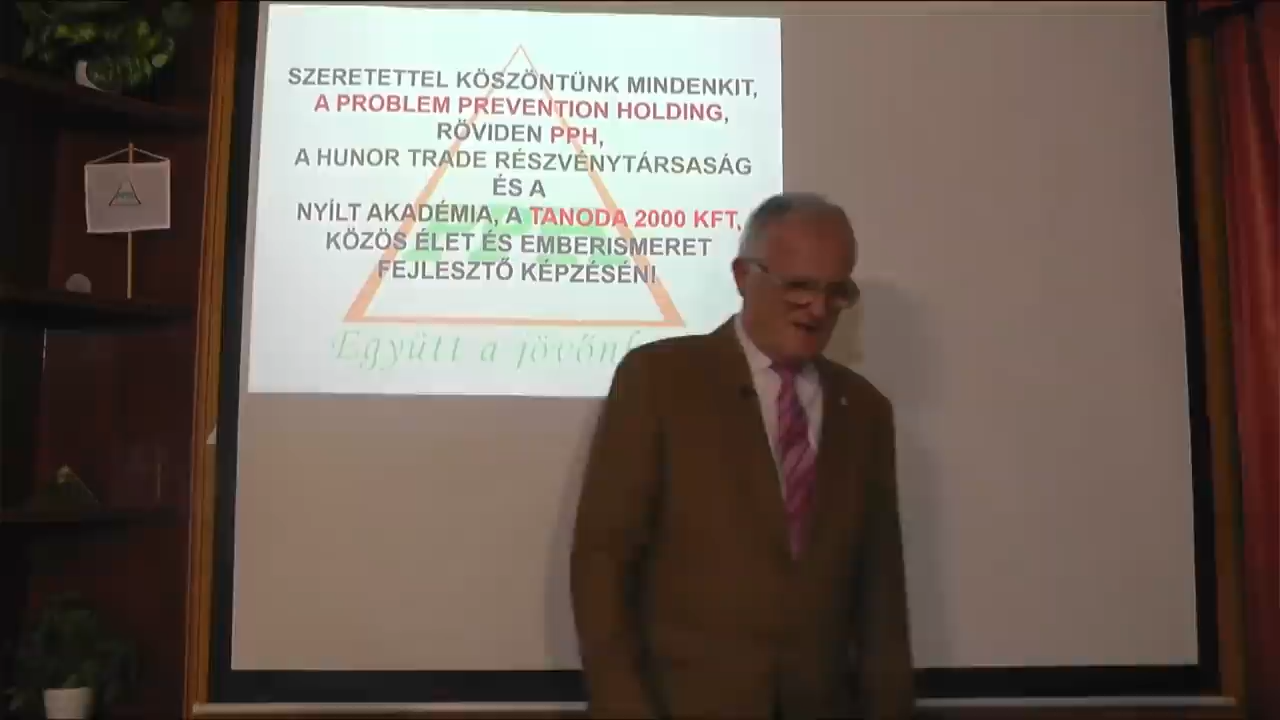 SZERETETTEL KÖSZÖNTÜNK MINDENKIT,
A PROBLEM PREVENTION HOLDING,
RÖVIDEN PPH,
A HUNOR TRADE RÉSZVÉNYTÁRSASÁG
ÉS A
NYÍLT AKADÉMIA, A TANODA 2000 KFT,
KÖZÖS ÉLET ÉS EMBERISMERET
FEJLESZTŐ KÉPZÉSÉN!
Együtt a